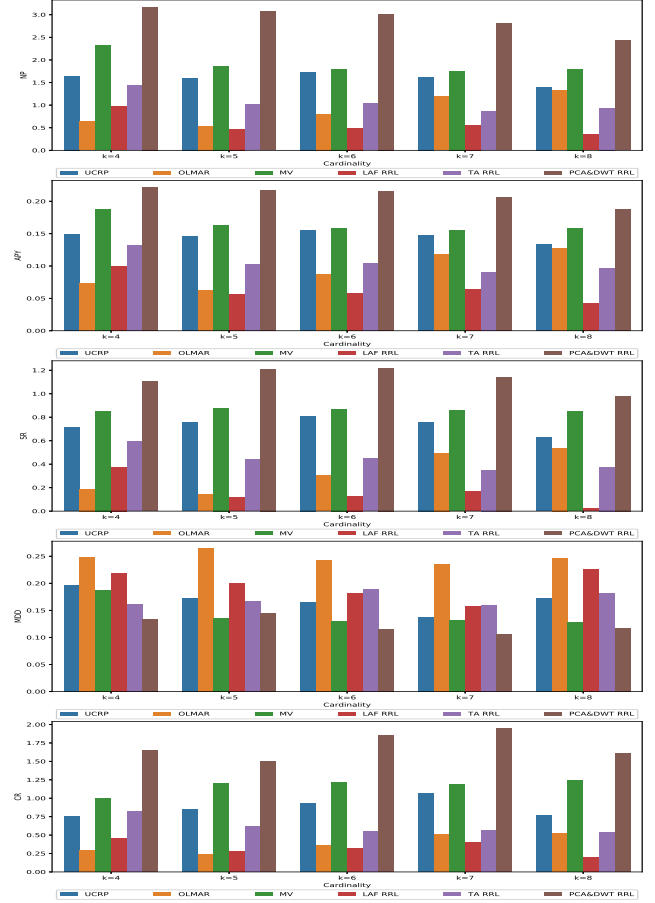 3.0
2.5
2.0
1.5
1.0
0.5
0.0
NP
k=4 k=5 k=6 k=7 k=8
Cardinality
UCRP OLMAR MV LAF RRL TA RRL PCA&DWT RRL
0.20
0.15
0.10
0.05
0.00
APY
k=4 k=5 k=6 k=7 k=8
Cardinality
UCRP OLMAR MV LAF RRL TA RRL PCA&DWT RRL
1.2
1.0
0.8
0.6
0.4
0.2
0.0
SR
k=4 k=5 k=6 k=7 k=8
Cardinality
UCRP OLMAR MV LAF RRL TA RRL PCA&DWT RRL
0.25
0.20
0.15
0.10
0.05
0.00
MDD
k=4 k=5 k=6 k=7 k=8
Cardinality
UCRP OLMAR MV LAF RRL TA RRL PCA&DWT RRL
2.00
1.75
1.50
1.25
1.00
0.75
0.50
0.25
0.00
CR
k=4 k=5 k=6 k=7 k=8
Cardinality
UCRP OLMAR MV LAF RRL TA RRL PCA&DWT RRL